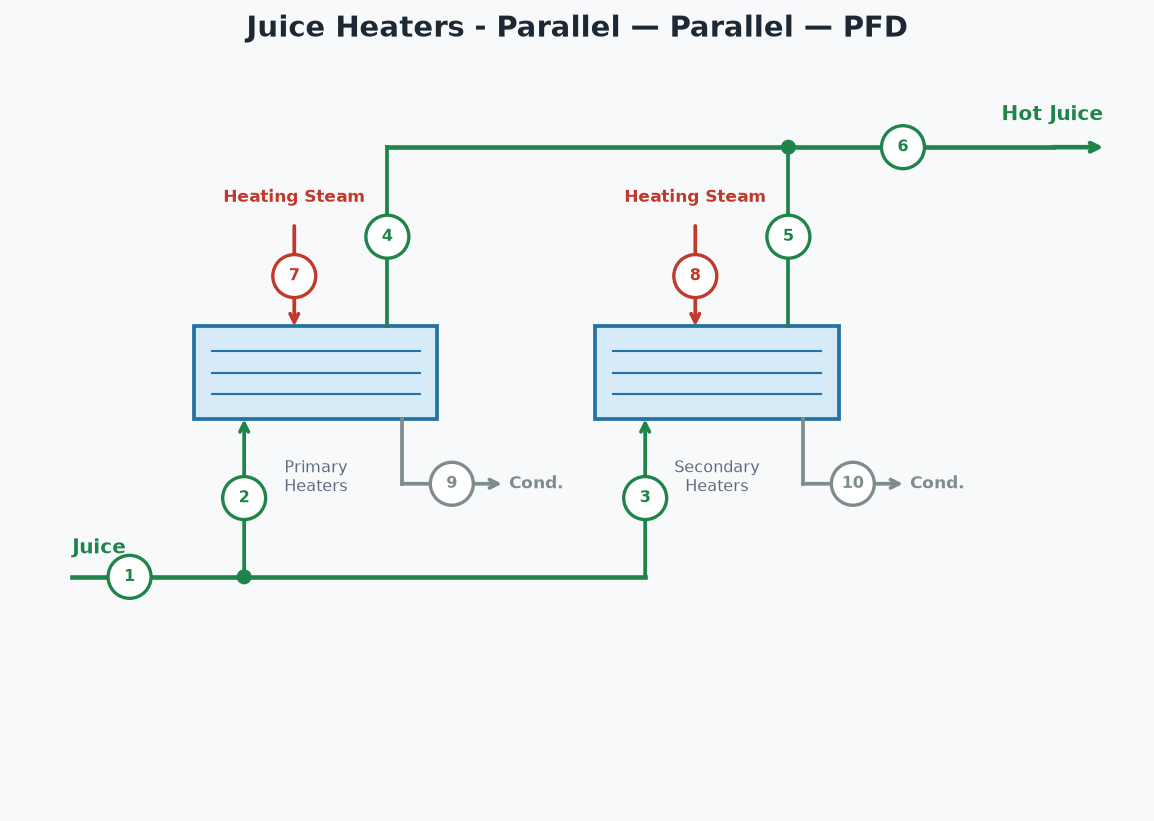 Juice Heaters - Parallel — Parallel — PFD
Hot Juice
6
Heating Steam
Heating Steam
4
5
7
8
Primary
Heaters
Secondary
Heaters
9
Cond.
10
Cond.
2
3
Juice
1